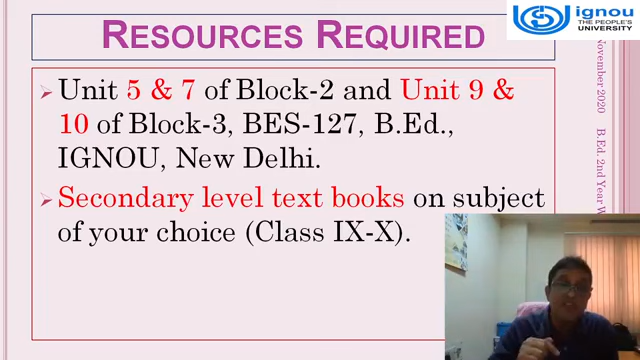 RESOURCES REQUIRED
ignou
THE PEOPLE'S
UNIVERSITY
➢ Unit 5 & 7 of Block-2 and Unit 9 &
10 of Block-3, BES-127, B.Ed.,
IGNOU, New Delhi.
➢ Secondary level text books on subject
of your choice (Class IX-X).
November 2020
B.Ed. 2nd Year W